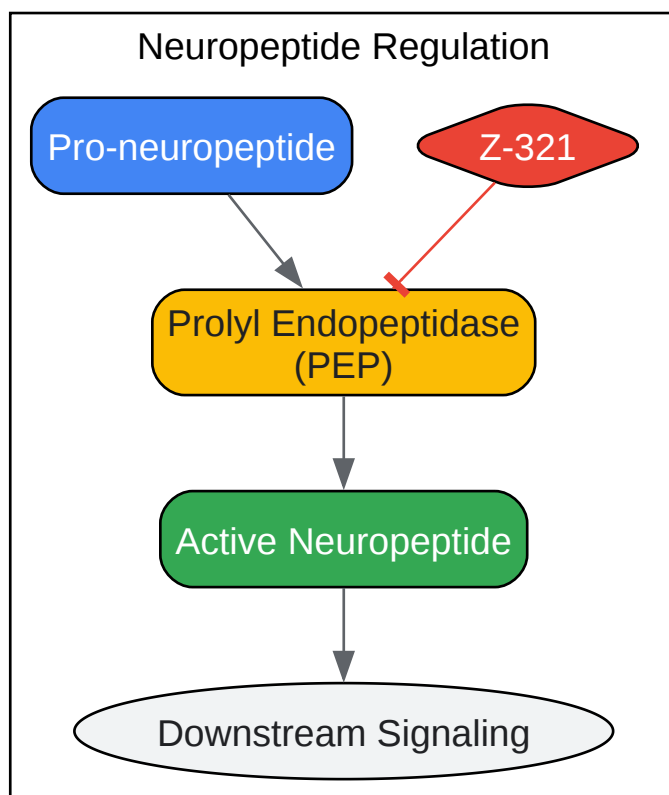 Neuropeptide Regulation
Pro-neuropeptide
Z-321
Prolyl Endopeptidase
(PEP)
Active Neuropeptide
Downstream Signaling